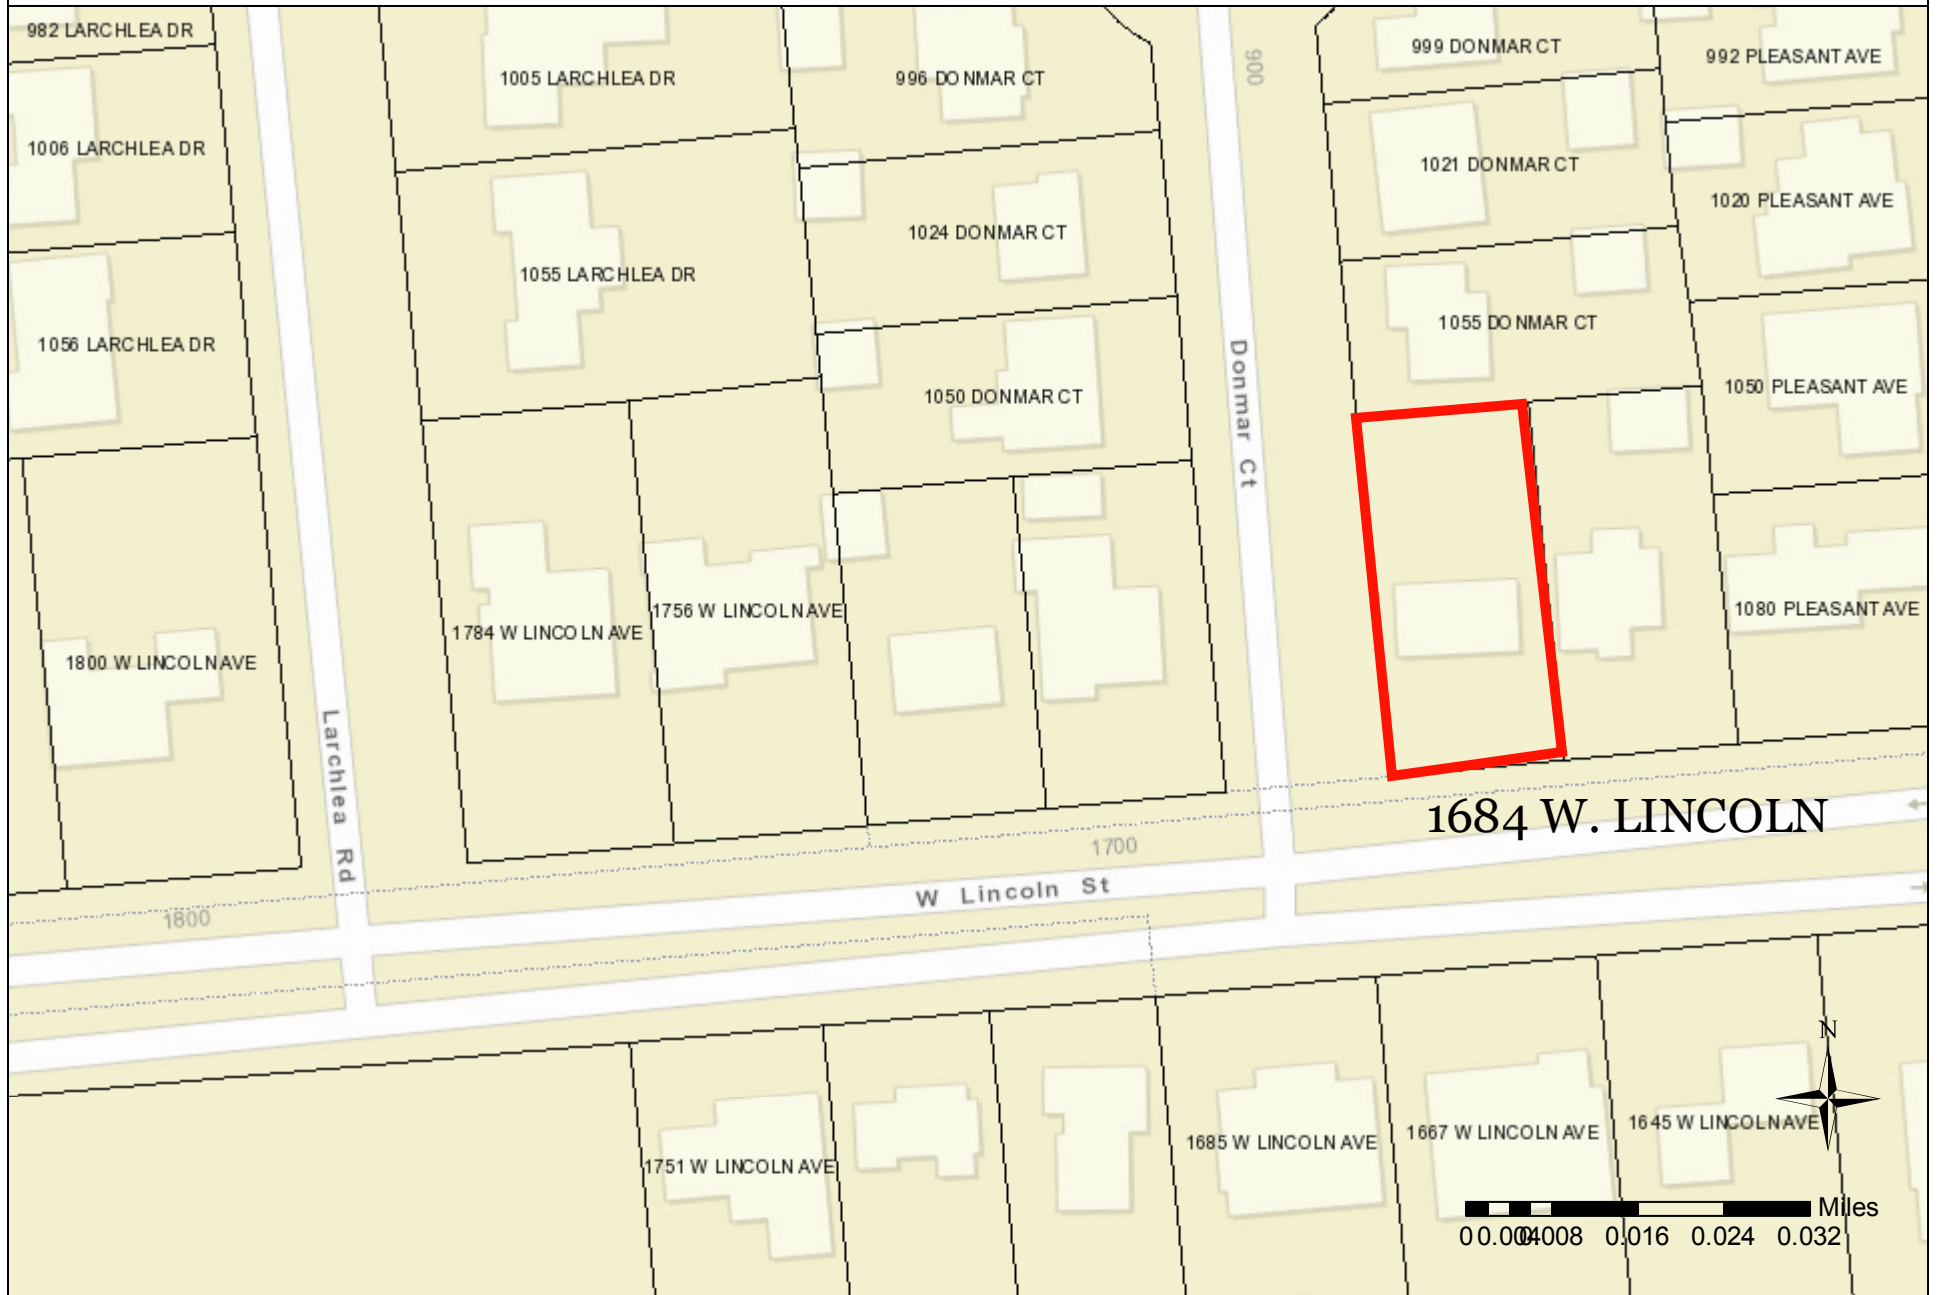 982 LARCHLEA DR
999 DONMAR CT
992 PLEASANT AVE
900
1005 LARCHLEA DR
996 DONMAR CT
1006 LARCHLEA DR
1021 DONMAR CT
1020 PLEASANT AVE
1024 DONMAR CT
1055 LARCHLEA DR
1055 DONMAR CT
1056 LARCHLEA DR
1050 DONMAR CT
1050 PLEASANT AVE
Donmar Ct
1784 W LINCOLN AVE
1756 W LINCOLN AVE
1080 PLEASANT AVE
1800 W LINCOLN AVE
Larchlea Rd
1684 W. LINCOLN
1700
W Lincoln St
1800
N
1751 W LINCOLN AVE
1685 W LINCOLN AVE
1667 W LINCOLN AVE
1645 W LINCOLN AVE
Miles
0 0.004 0.008 0.016 0.024 0.032